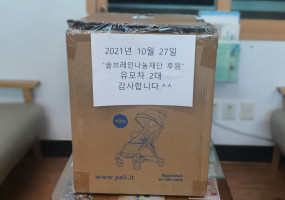 2021년 10월 27일
"솔브레인나눔재단 후원"
유모차 2대
감사합니다.^^
www.pali.it